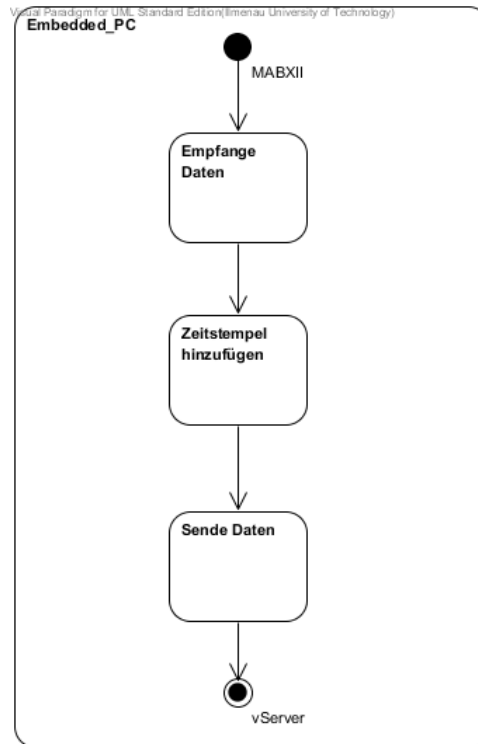 Visual Paradigm for UML Standard Edition(Ilmenau University of Technology)
Embedded_PC
MABXII
Empfange
Daten
Zeitstempel
hinzufügen
Sende Daten
vServer